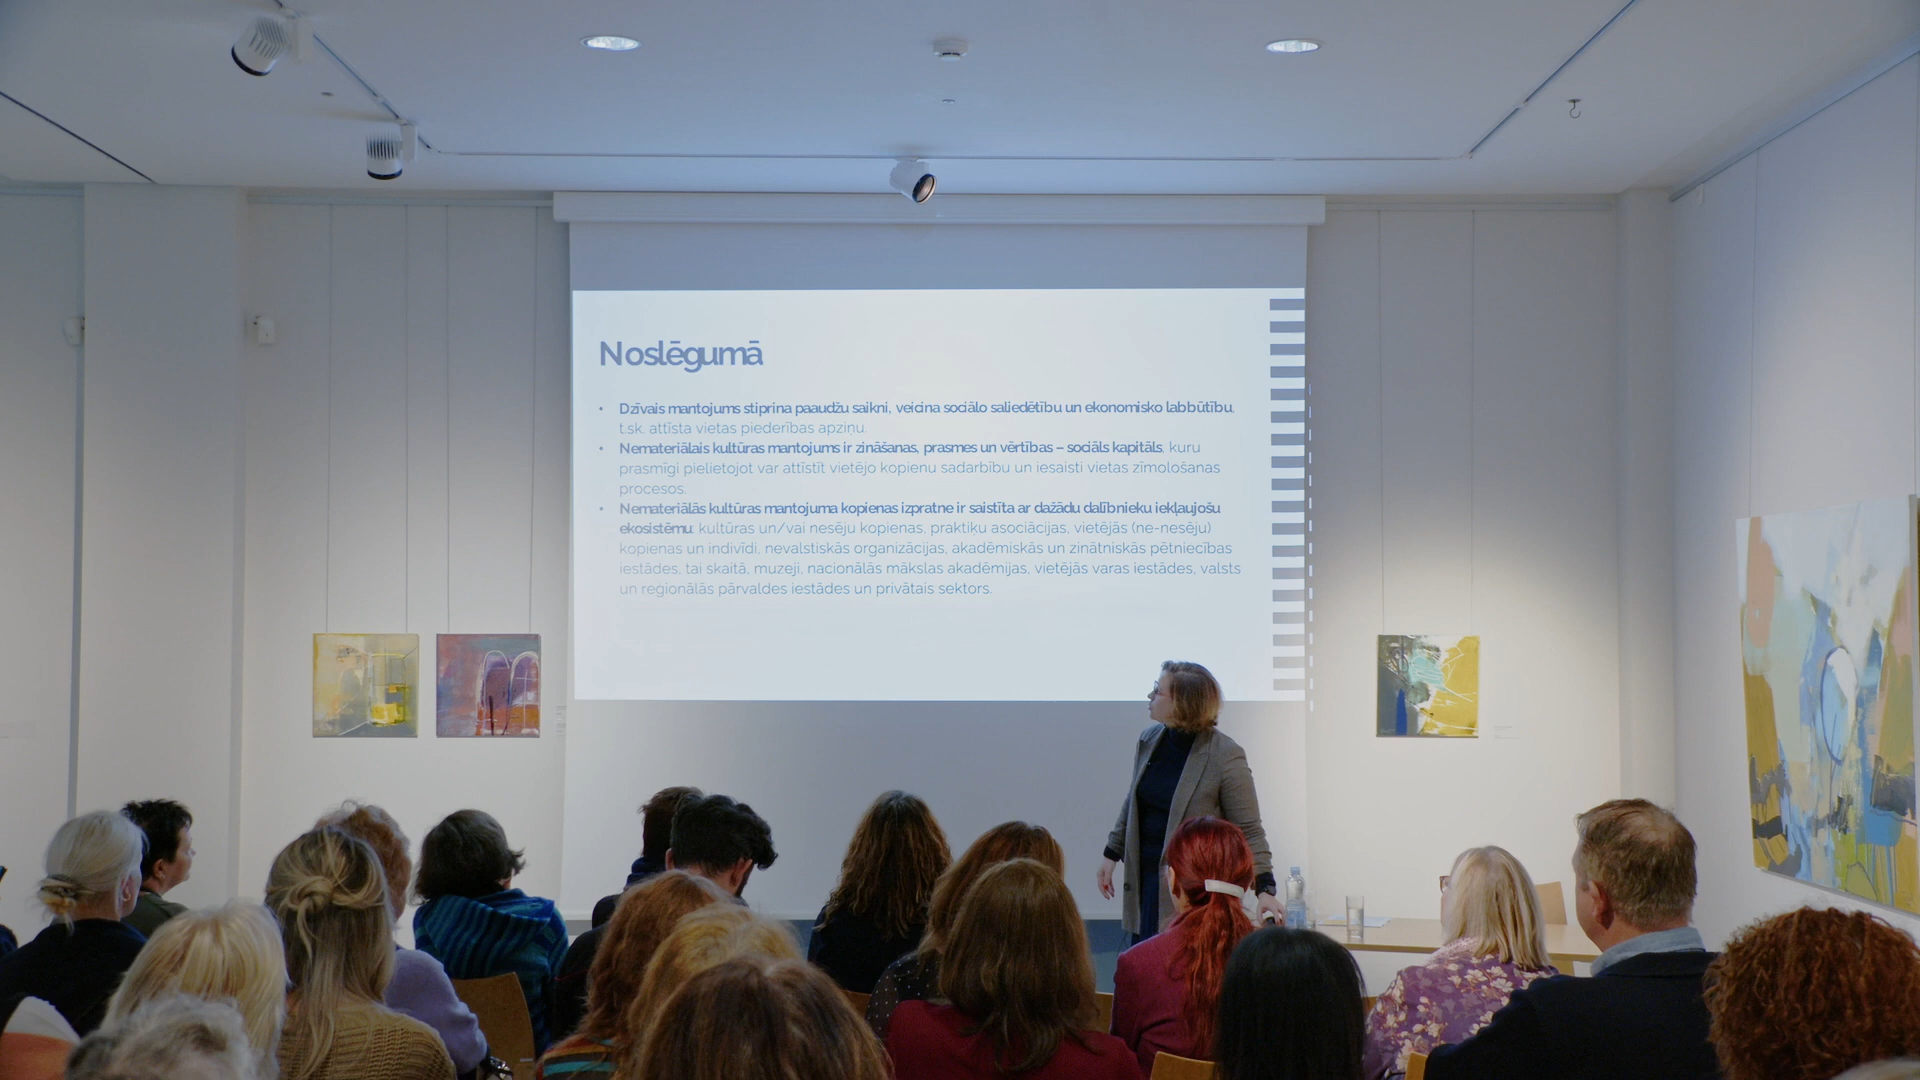 Noslēgumā
• Dzīvais mantojums stiprina paaudžu saikni, veicina sociālo saliedētību un ekonomisko labbūtību,
t.sk. attīsta vietas piederības apziņu.
• Nemateriālais kultūras mantojums ir zināšanas, prasmes un vērtības – sociāls kapitāls, kuru
prasmīgi pielietojot var attīstīt vietējo kopienu sadarbību un iesaisti vietas zīmološanas
procesos.
• Nemateriālās kultūras mantojuma kopienas izpratne ir saistīta ar dažādu dalībnieku iekļaujošu
ekosistēmu: kultūras un/vai nesēju kopienas, praktiķu asociācijas, vietējās (ne-nesēju)
kopienas un indivīdi, nevalstiskās organizācijas, akadēmiskās un zinātniskās pētniecības
iestādes, tai skaitā, muzeji, nacionālās mākslas akadēmijas, vietējās varas iestādes, valsts
un reģionālās pārvaldes iestādes un privātais sektors.